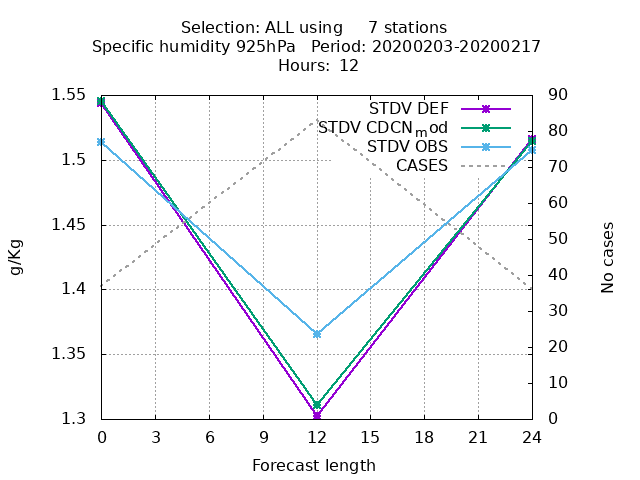 Selection: ALL using     7 stations
Specific humidity 925hPa   Period: 20200203-20200217
Hours:  12
STDV DEF
STDV CDCN_mod
STDV OBS
CASES
1.55
1.5
1.45
1.4
1.35
1.3
g/Kg
90
80
70
60
50
40
30
20
10
0
No cases
0 3 6 9 12 15 18 21 24
Forecast length